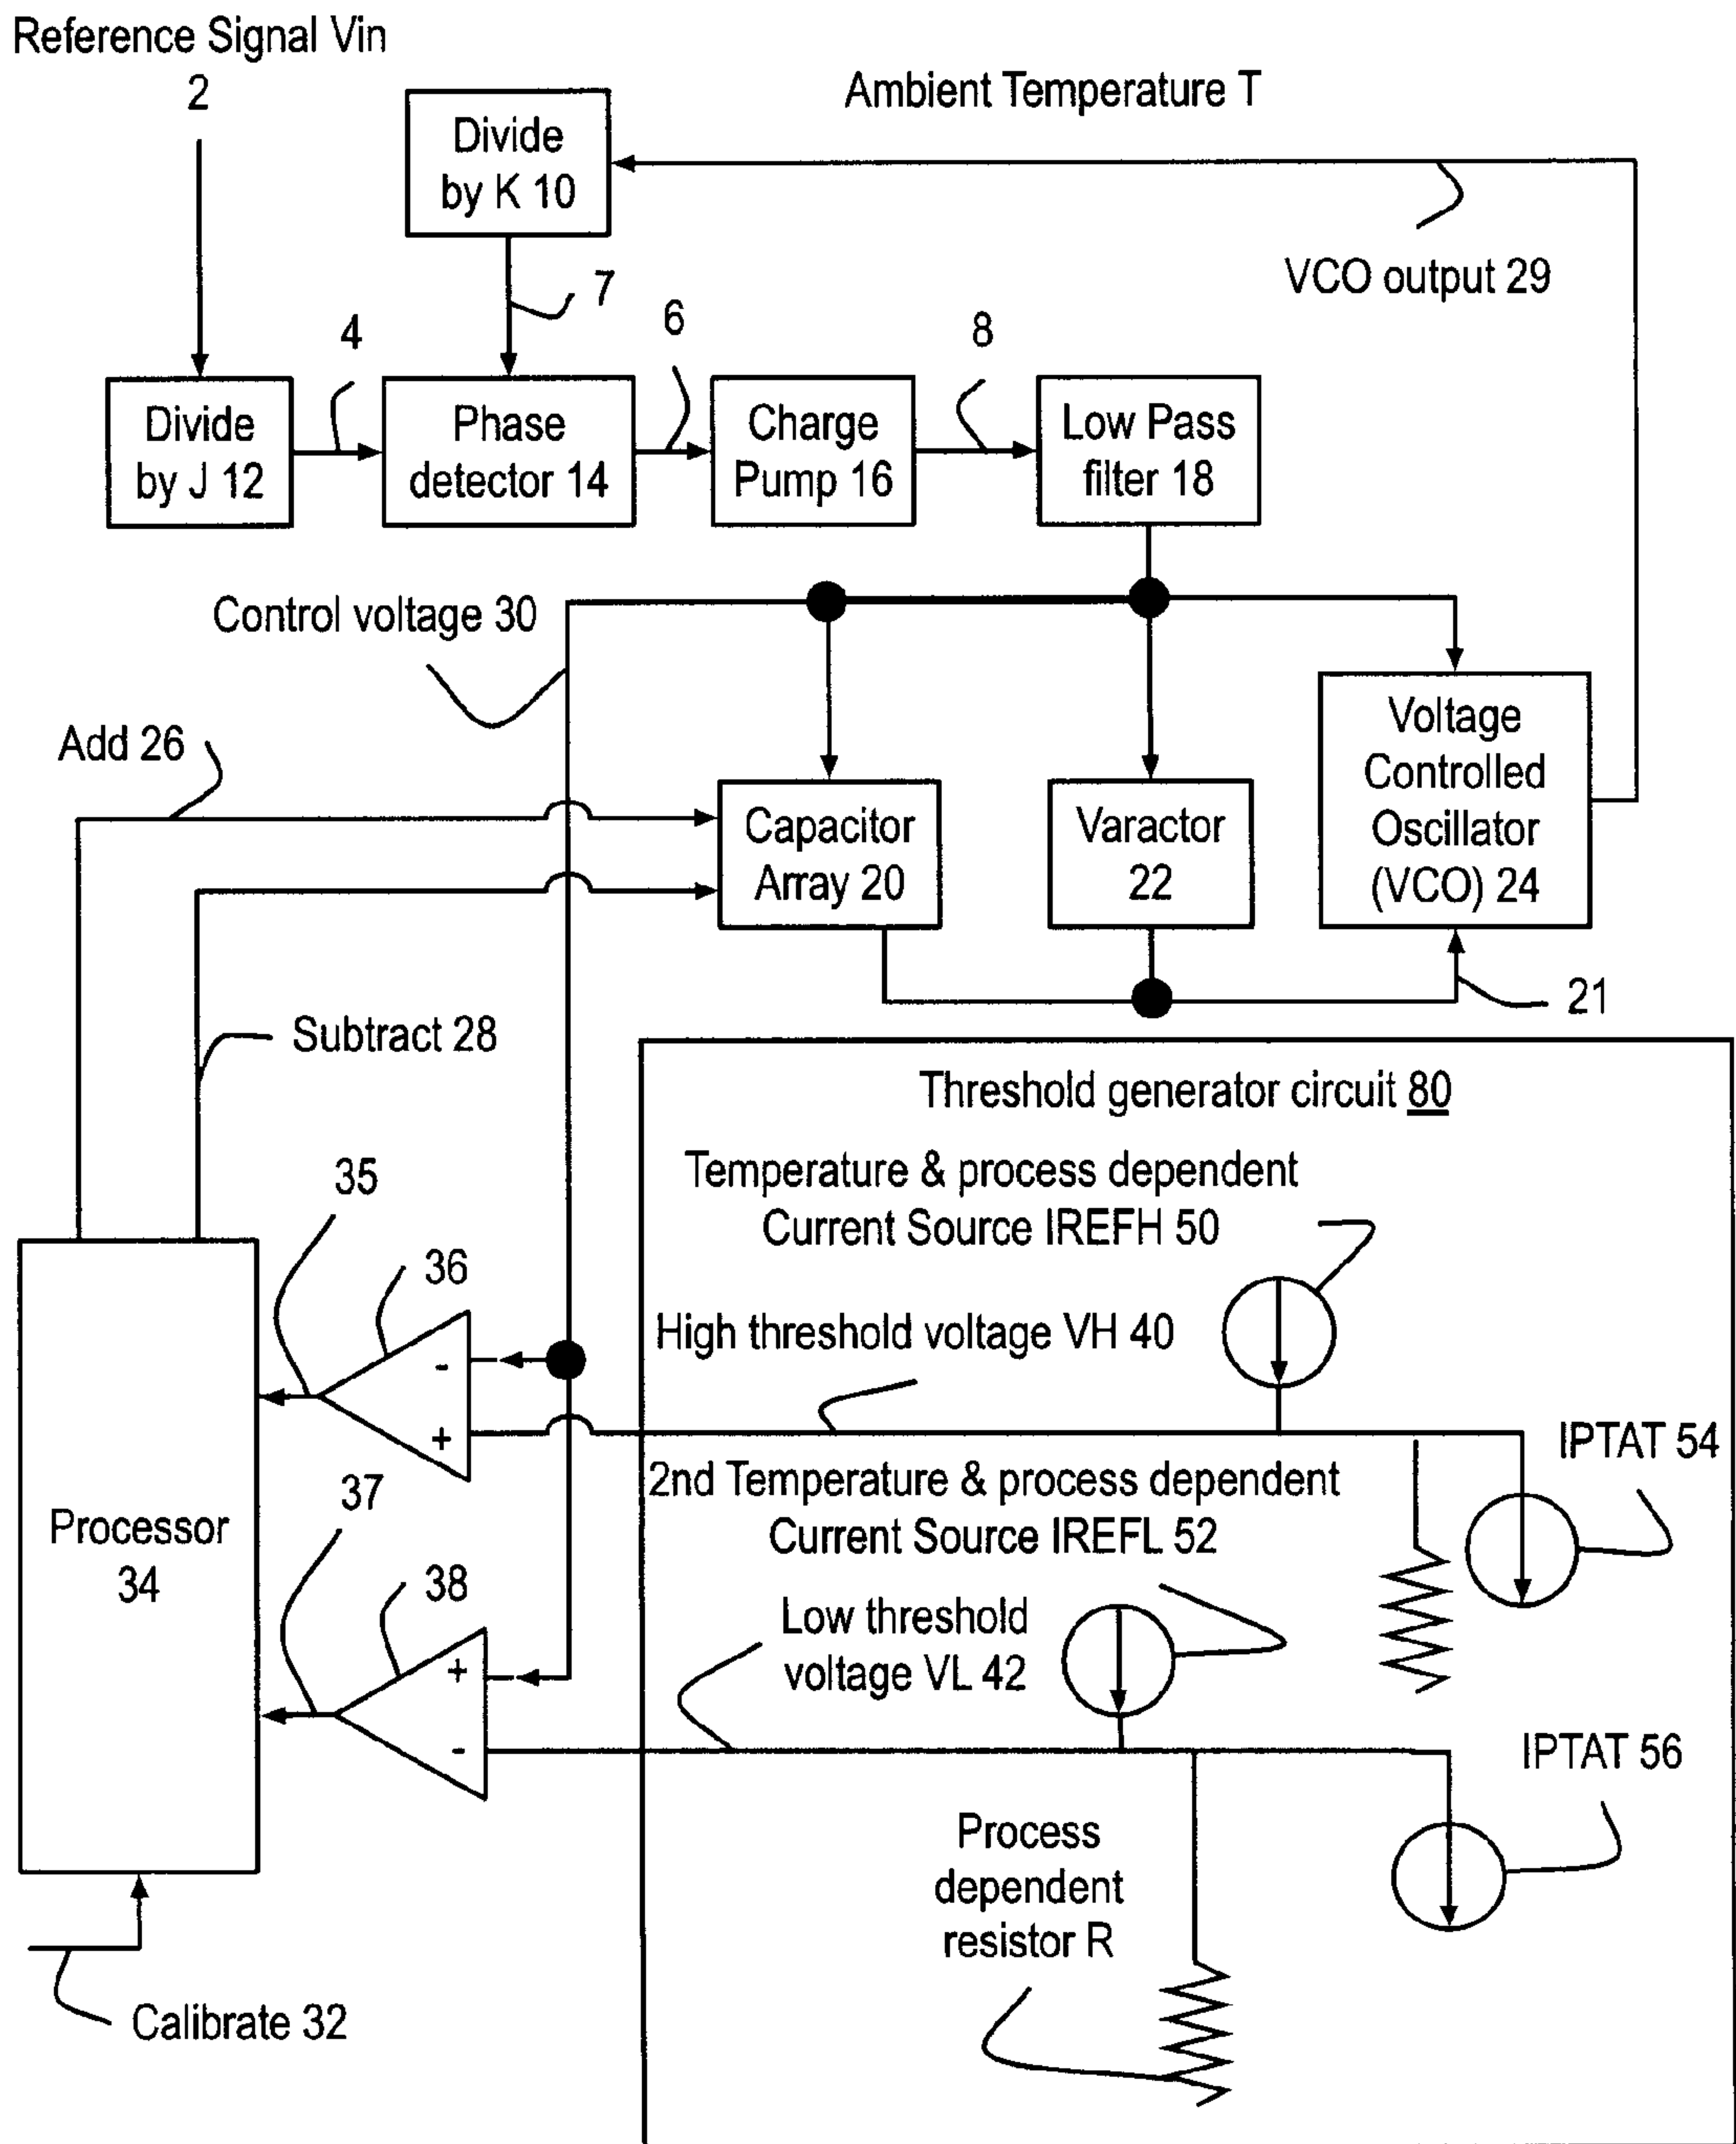 Reference Signal Vin
2
Ambient Temperature T
Divide
by K 10
VCO output 29
7
4
6
8
Divide
by J 12
Phase
detector 14
Charge
Pump 16
Low Pass
filter 18
Control voltage 30
Add 26
Capacitor
Array 20
Varactor
22
Voltage
Controlled
Oscillator
(VCO) 24
21
Subtract 28
Threshold generator circuit 80
Temperature & process dependent
Current Source IREFH 50
35
36
High threshold voltage VH 40
-
+
IPTAT 54
2nd Temperature & process dependent
Current Source IREFL 52
37
Processor
34
38
Low threshold
voltage VL 42
+
-
IPTAT 56
Process
dependent
resistor R
Calibrate 32